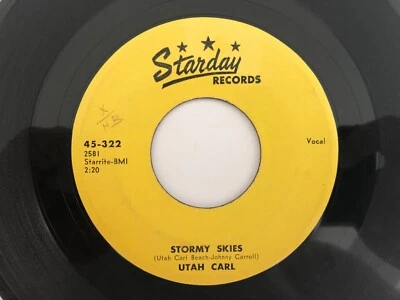 Starday
RECORDS
45-322
2581
Starrite-BMI
2:20
Vocal
STORMY SKIES
(Utah Carl Beach-Johnny Carroll)
UTAH CARL